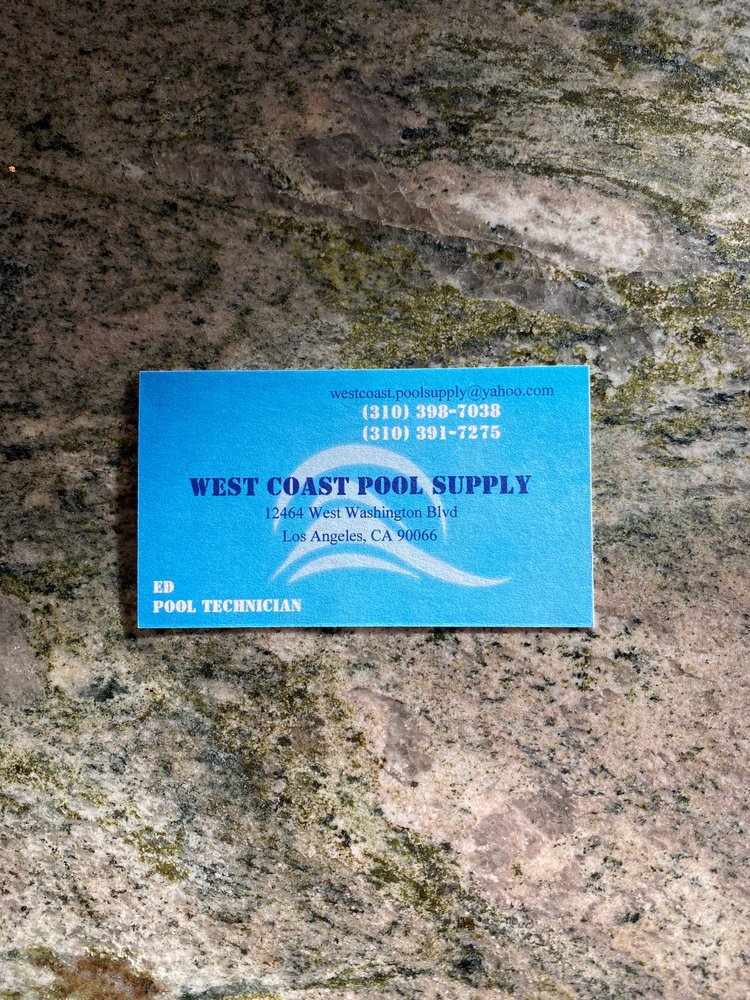 westcoast.poolsupply@yahoo.com
(310) 398-7038
(310) 391-7275
WEST COAST POOL SUPPLY
12464 West Washington Blvd
Los Angeles, CA 90066
ED
POOL TECHNICIAN